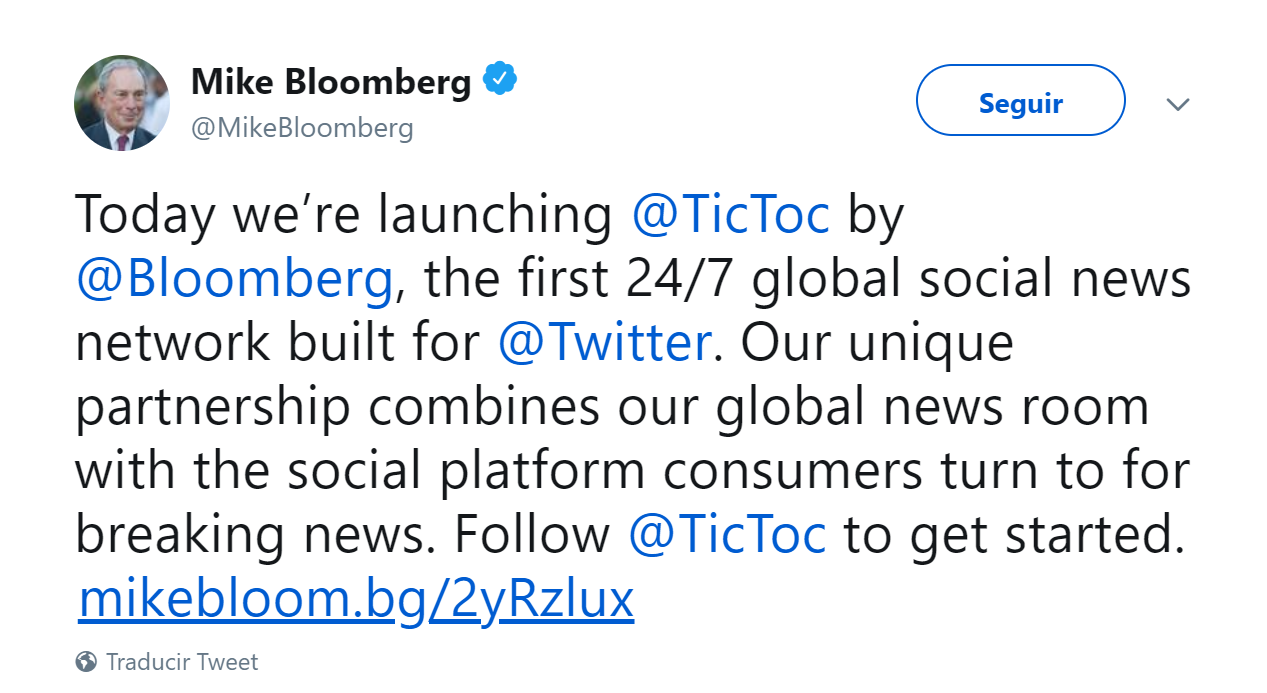 Mike Bloomberg
@MikeBloomberg
Seguir
Today we’re launching @TicToc by
@Bloomberg, the first 24/7 global social news
network built for @Twitter. Our unique
partnership combines our global news room
with the social platform consumers turn to for
breaking news. Follow @TicToc to get started.
mikebloom.bg/2yRzlux
Traducir Tweet